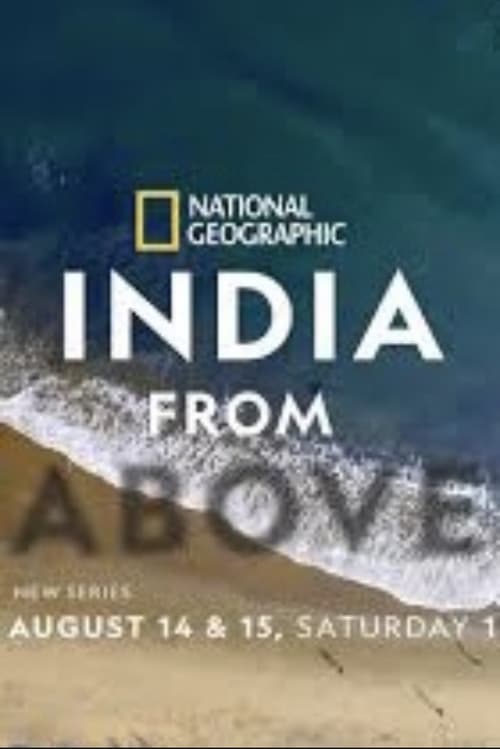 NATIONAL
GEOGRAPHIC
INDIA
FROM
ABOVE
NEW SERIES
AUGUST 14 & 15, SATURDAY 1